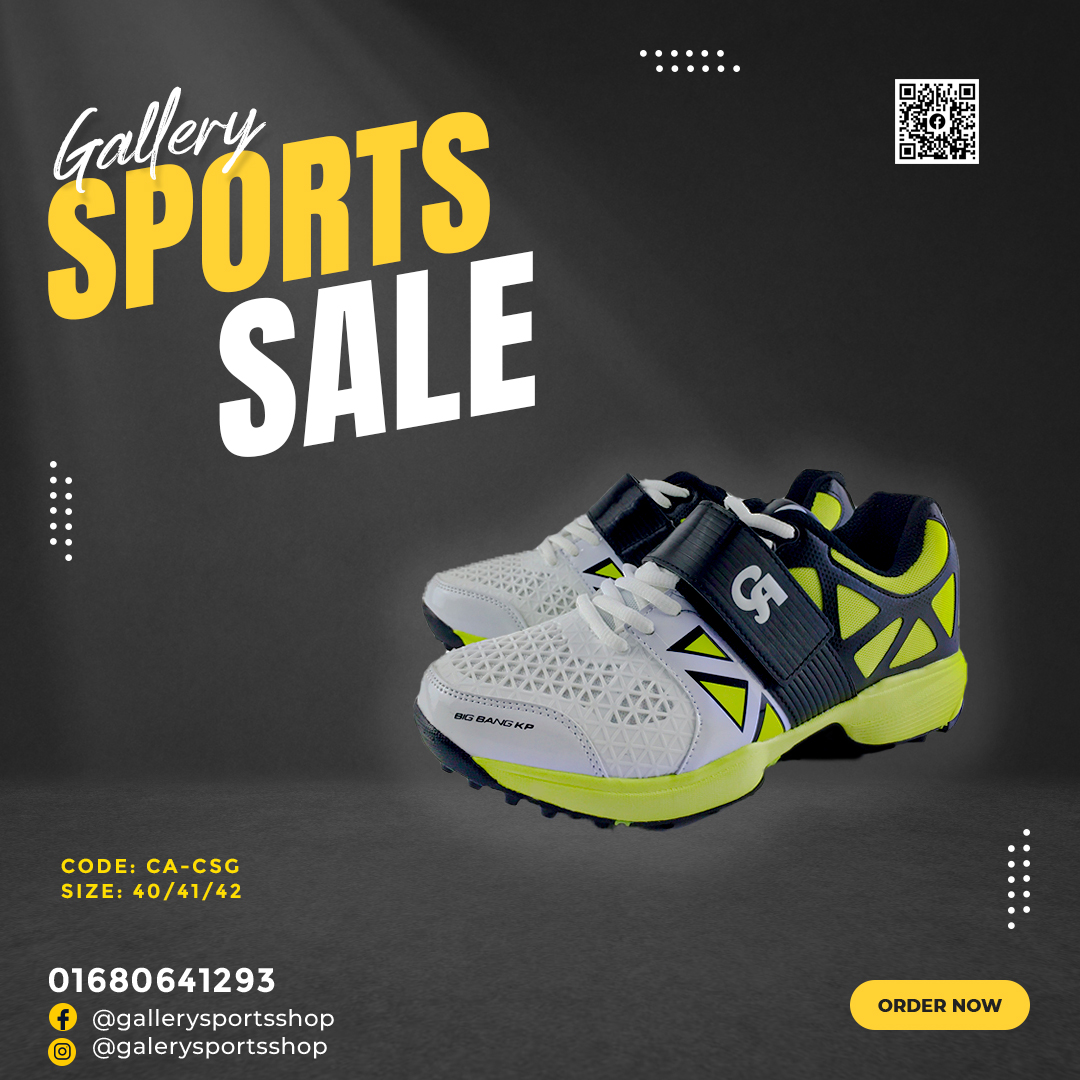 Gallery
SPORTS
SALE
CA
BIG BANG KP
CODE: CA-CSG
SIZE: 40/41/42
01680641293
@gallerysportsshop
@galerysportsshop
ORDER NOW